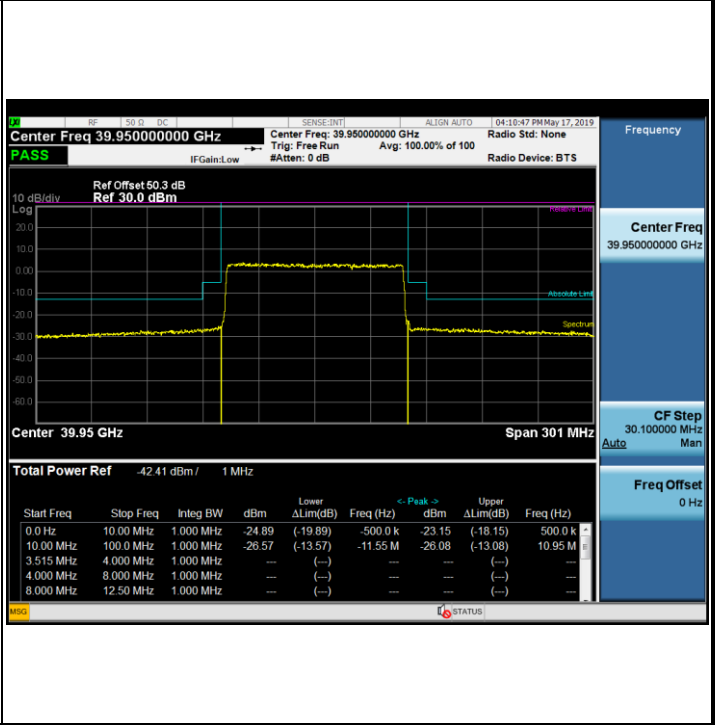 RF 50 Ω DC SENSE:INT ALIGN AUTO 04:10:47 PM May 17, 2019
Center Freq 39.950000000 GHz
Center Freq: 39.950000000 GHz
Radio Std: None
PASS
Trig: Free Run Avg: 100.00% of 100
IFGain:Low
#Atten: 0 dB
Radio Device: BTS
Frequency
Ref Offset 50.3 dB
10 dB/div Ref 30.0 dBm
Log
Relative Limit
20.0
10.0
0.00
-10.0
Absolute Limit
-20.0
Spectrum
-30.0
-40.0
-50.0
-60.0
Center 39.95 GHz Span 301 MHz
Center Freq
39.950000000 GHz
CF Step
30.100000 MHz
Auto Man
Freq Offset
0 Hz
Total Power Ref -42.41 dBm / 1 MHz
Lower <- Peak -> Upper
Start Freq Stop Freq Integ BW dBm ΔLim(dB) Freq (Hz) dBm ΔLim(dB) Freq (Hz)
0.0 Hz 10.00 MHz 1.000 MHz -24.89 (-19.89) -500.0 k -23.15 (-18.15) 500.0 k
10.00 MHz 100.0 MHz 1.000 MHz -26.57 (-13.57) -11.55 M -26.08 (-13.08) 10.95 M
3.515 MHz 4.000 MHz 1.000 MHz --- (---) --- --- (---) ---
4.000 MHz 8.000 MHz 1.000 MHz --- (---) --- --- (---) ---
8.000 MHz 12.50 MHz 1.000 MHz --- (---) --- --- (---) ---
MSG STATUS